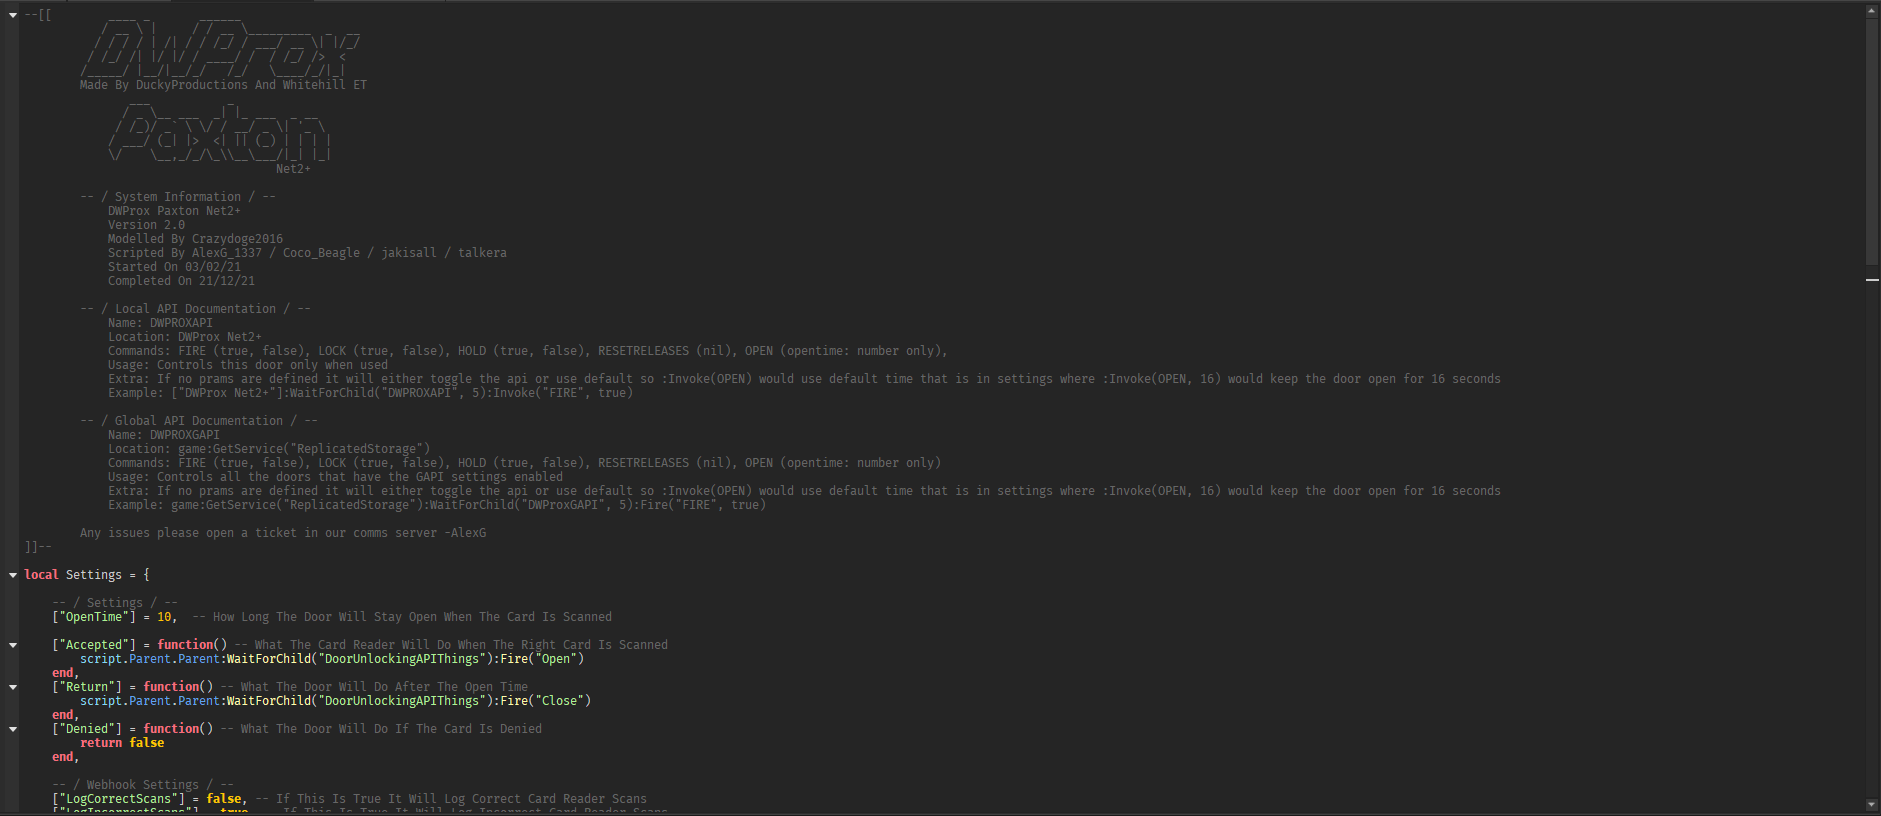 --[[
DWProx
Made By DuckyProductions And Whitehill ET
Paxton
Net2+
-- / System Information / --
DWProx Paxton Net2+
Version 2.0
Modelled By Crazydoge2016
Scripted By AlexG_1337 / Coco_Beagle / jakisall / talkera
Started On 03/02/21
Completed On 21/12/21
-- / Local API Documentation / --
Name: DWPROXAPI
Location: DWProx Net2+
Commands: FIRE (true, false), LOCK (true, false), HOLD (true, false), RESETRELEASES (nil), OPEN (opentime: number only),
Usage: Controls this door only when used
Extra: If no prams are defined it will either toggle the api or use default so :Invoke(OPEN) would use default time that is in settings where :Invoke(OPEN, 16) would keep the door open for 16 seconds
Example: ["DWProx Net2+"]:WaitForChild("DWPROXAPI", 5):Invoke("FIRE", true)
-- / Global API Documentation / --
Name: DWPROXGAPI
Location: game:GetService("ReplicatedStorage")
Commands: FIRE (true, false), LOCK (true, false), HOLD (true, false), RESETRELEASES (nil), OPEN (opentime: number only)
Usage: Controls all the doors that have the GAPI settings enabled
Extra: If no prams are defined it will either toggle the api or use default so :Invoke(OPEN) would use default time that is in settings where :Invoke(OPEN, 16) would keep the door open for 16 seconds
Example: game:GetService("ReplicatedStorage"):WaitForChild("DWProxGAPI", 5):Fire("FIRE", true)
Any issues please open a ticket in our comms server -AlexG
]]--
local Settings = {
-- / Settings / --
["OpenTime"] = 10,  -- How Long The Door Will Stay Open When The Card Is Scanned
["Accepted"] = function() -- What The Card Reader Will Do When The Right Card Is Scanned
script.Parent.Parent:WaitForChild("DoorUnlockingAPIThings"):Fire("Open")
end,
["Return"] = function() -- What The Door Will Do After The Open Time
script.Parent.Parent:WaitForChild("DoorUnlockingAPIThings"):Fire("Close")
end,
["Denied"] = function() -- What The Door Will Do If The Card Is Denied
return false
end,
-- / Webhook Settings / --
["LogCorrectScans"] = false, -- If This Is True It Will Log Correct Card Reader Scans
["LogIncorrectScans"] = true, -- If This Is True It Will Log Incorrect Card Reader Scans